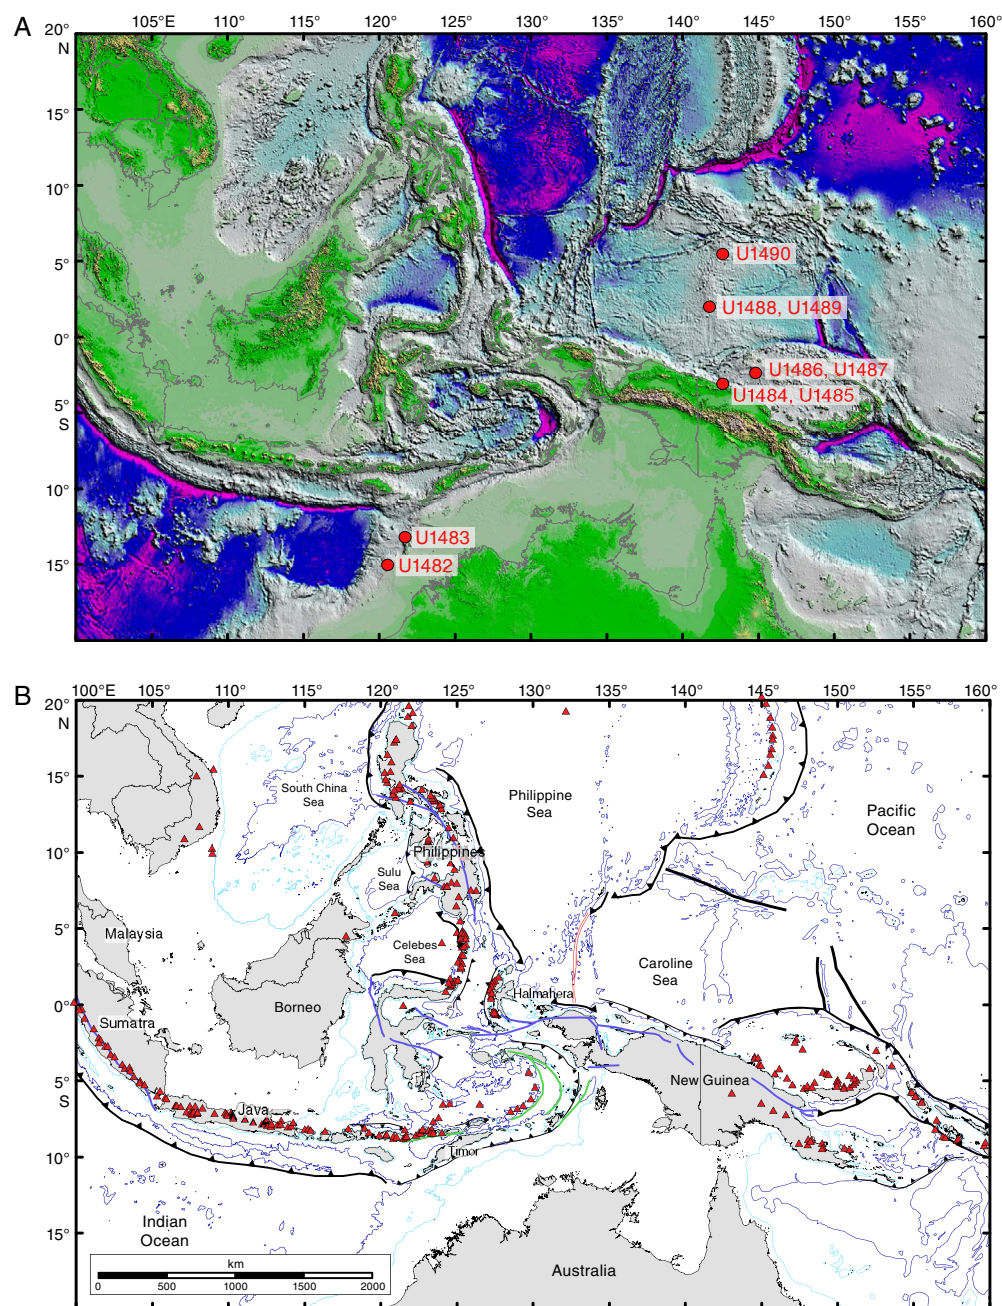 A
105°E 110° 115° 120° 125° 130° 135° 140° 145° 150° 155° 160°
20°
N
15°
10°
5°
0°
5°
S
10°
15°
U1490
U1488, U1489
U1486, U1487
U1484, U1485
U1483
U1482
B
100°E 105° 110° 115° 120° 125° 130° 135° 140° 145° 150° 155° 160°
20°
N
15°
10°
5°
0°
5°
S
10°
15°
South China
Sea
Philippine
Sea
Pacific
Ocean
Philippines
Sulu
Sea
Malaysia
Celebes
Sea
Caroline
Sea
Halmahera
Borneo
Sumatra
New Guinea
Java
Timor
Indian
Ocean
Australia
km
0 500 1000 1500 2000